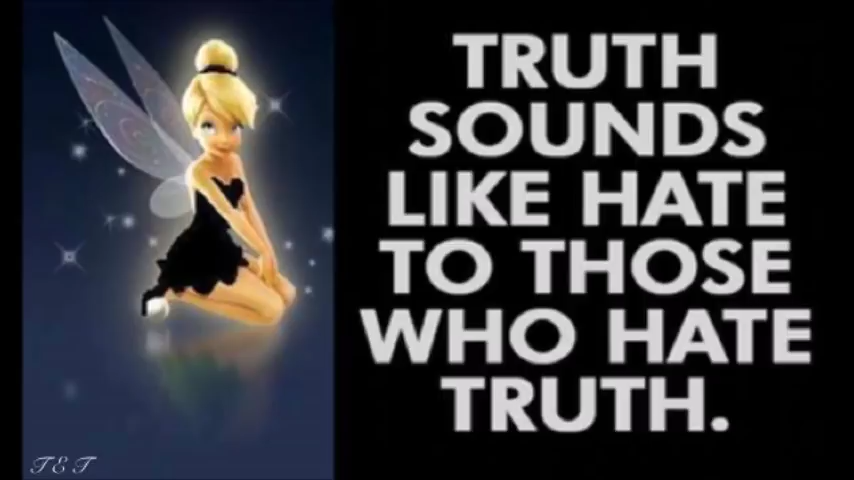 TRUTH
SOUNDS
LIKE HATE
TO THOSE
WHO HATE
TRUTH.
T&T